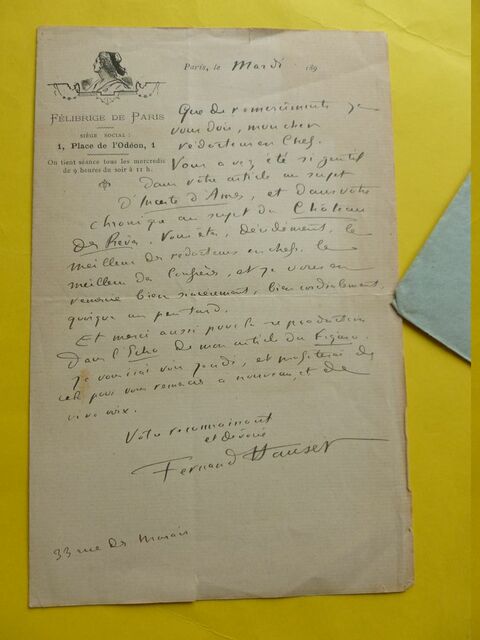 FÉLIBRIGE DE PARIS
SIÈGE SOCIAL :
1, Place de l'Odéon, 1
On tient séance tous les mercredis
de 9 heures du soir à 11 h.
Paris, le Mardi 189
Que de remerciements je
vous dois, mon cher
rédacteur en chef.
Vous avez été si gentil
dans votre article au sujet
d'Inceste d'Ames, et dans votre
chronique au sujet du Château
des Rêves. Vous êtes, décidément, le
meilleur des rédacteurs en chef, le
meilleur des confrères, et je vous en
remercie bien sincèrement, bien cordialement,
quoique un peu tard.
Et merci aussi pour la reproduction
dans l'Echo de mon article du Figaro.
Je vous irai voir jeudi, et profiterai de
cela pour vous remercier à nouveau, et de
vive voix.
Votre reconnaissant
et dévoué
Fernand Hauser
33 rue des Marais